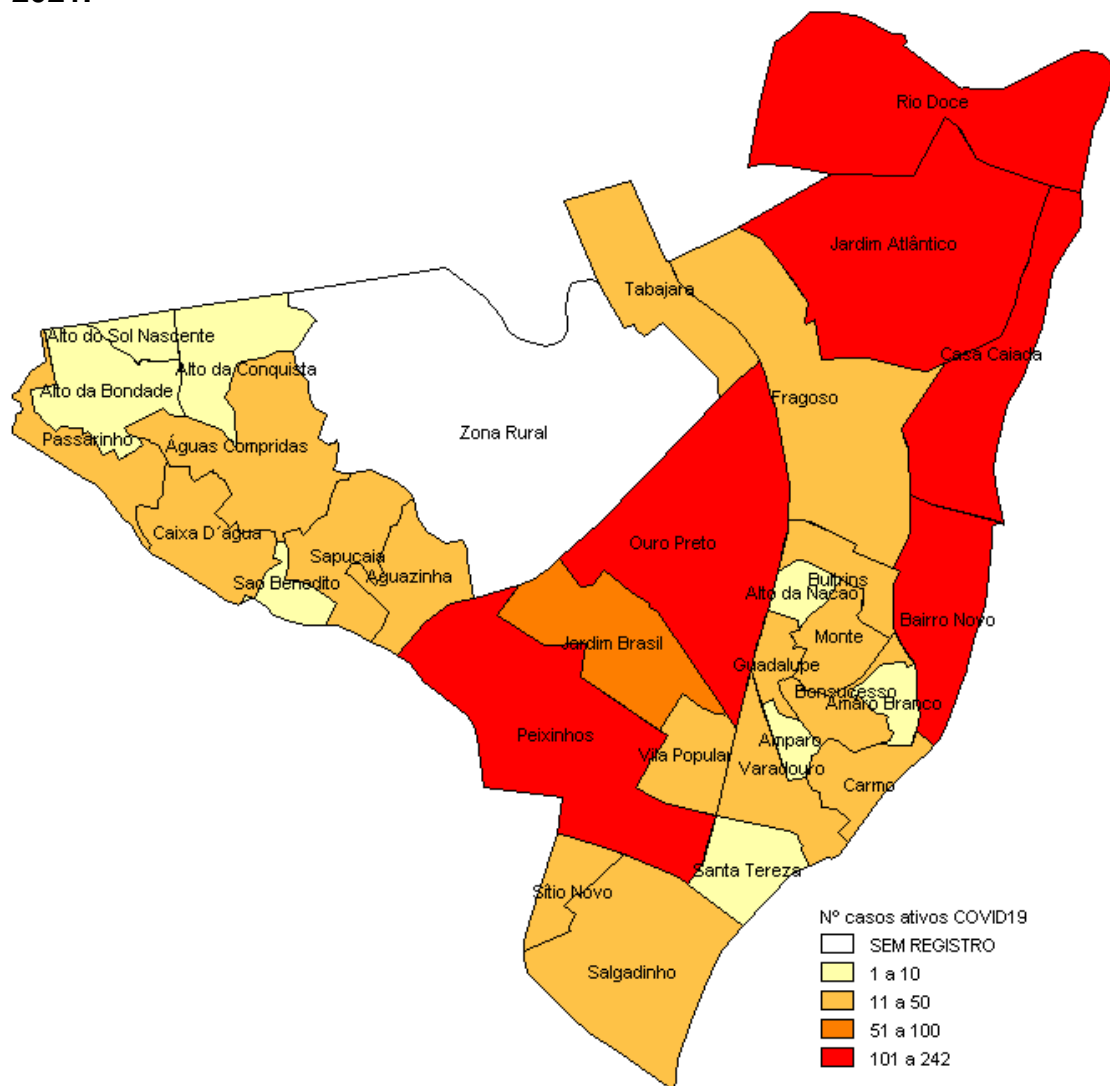 2021.
Rio Doce
Jardim Atlântico
Tabajara
Alto do Sol Nascente
Casa Caiada
Alto da Conquista
Alto da Bondade
Fragoso
Zona Rural
Passarinho
Águas Compridas
Caixa D´água
Ouro Preto
Sapucaia
Aguazinha
Sao Benedito
Bultrins
Alto da Nacao
Bairro Novo
Monte
Jardim Brasil
Guadalupe
Bonsucesso
Amaro Branco
Peixinhos
Amparo
Vila Popular
Varadouro
Carmo
Santa Tereza
Sítio Novo
Salgadinho
Nº casos ativos COVID19
SEM REGISTRO
1 a 10
11 a 50
51 a 100
101 a 242